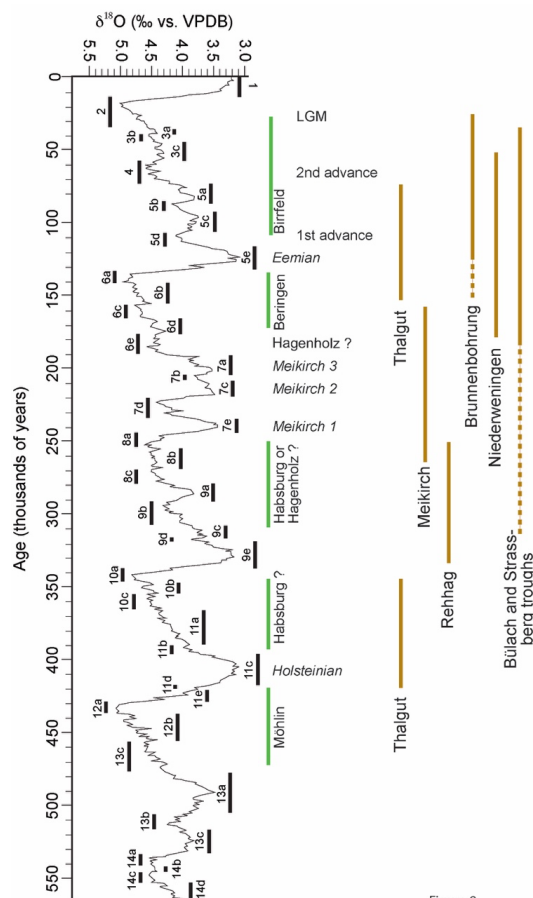 δ¹⁸O (‰ vs. VPDB)
5.5 5.0 4.5 4.0 3.5 3.0
Age (thousands of years)
0
50
100
150
200
250
300
350
400
450
500
550
1
2
3a
3b
3c
4
5a
5b
5c
5d
5e
6a
6b
6c
6d
6e
7a
7b
7c
7d
7e
8a
8b
8c
9a
9b
9c
9d
9e
10a
10b
10c
11a
11b
11c
11d
11e
12a
12b
13c
13a
13b
13c
14a
14b
14c
14d
LGM
2nd advance
Birrfeld
1st advance
Eemian
Beringen
Hagenholz ?
Meikirch 3
Meikirch 2
Meikirch 1
Habsburg or
Hagenholz ?
Habsburg ?
Holsteinian
Möhlin
Thalgut
Thalgut
Meikirch
Rehhag
Brunnenbohrung
Niederweningen
Bülach and Strass-
berg troughs